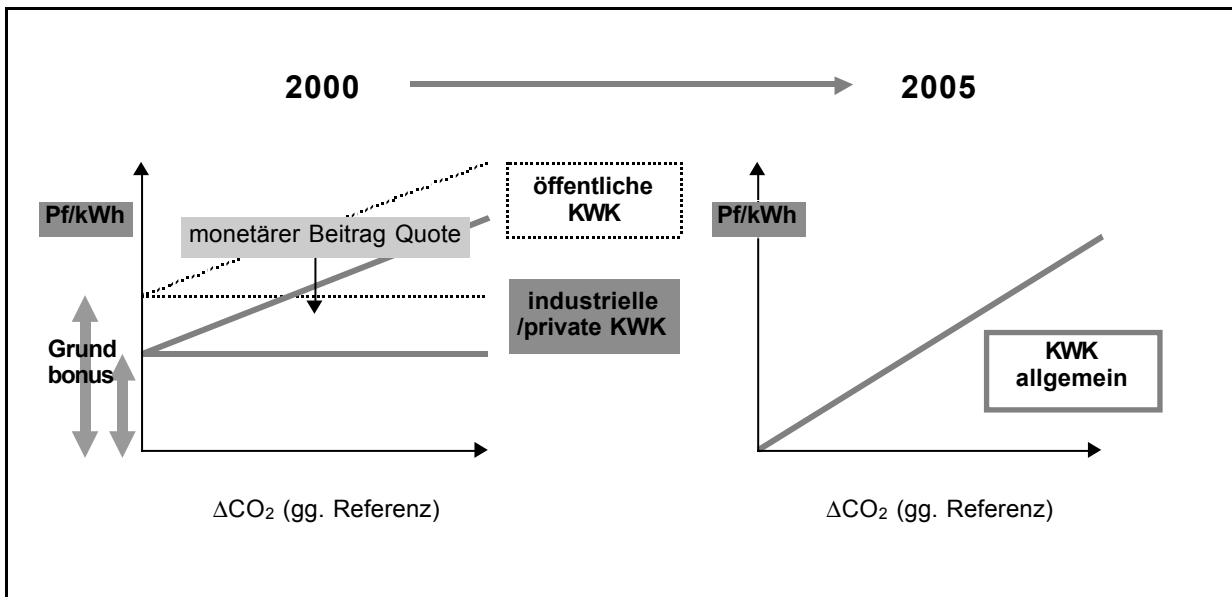 2000
2005
Pf/kWh
monetärer Beitrag Quote
öffentliche
KWK
industrielle
/private KWK
Grund
bonus
ΔCO₂ (gg. Referenz)
Pf/kWh
KWK
allgemein
ΔCO₂ (gg. Referenz)